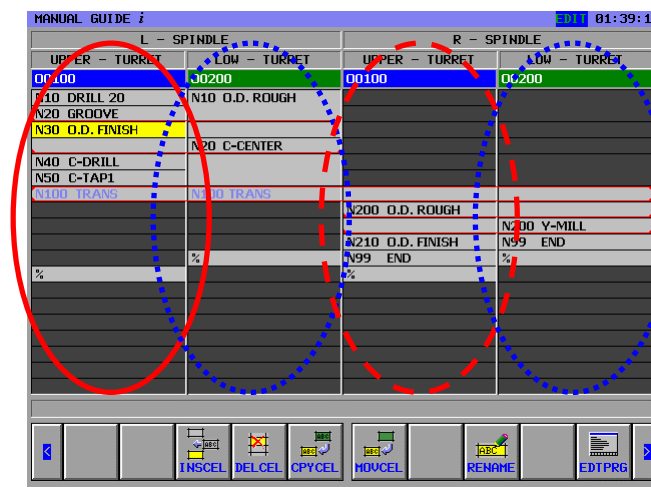 MANUAL GUIDE i EDIT 01:39:1
L - SPINDLE R - SPINDLE
UPPER - TURRET LOW - TURRET UPPER - TURRET LOW - TURRET
O0100 O0200 O0100 O0200
N10 DRILL 20 N10 O.D. ROUGH
N20 GROOVE
N30 O.D. FINISH
N20 C-CENTER
N40 C-DRILL
N50 C-TAP1
N100 TRANS N100 TRANS
N200 O.D. ROUGH
N200 Y-MILL
N210 O.D. FINISH N99 END
% N99 END %
% %
< INSCEL DELCEL CPYCEL MOVCEL RENAME EDTPRG >